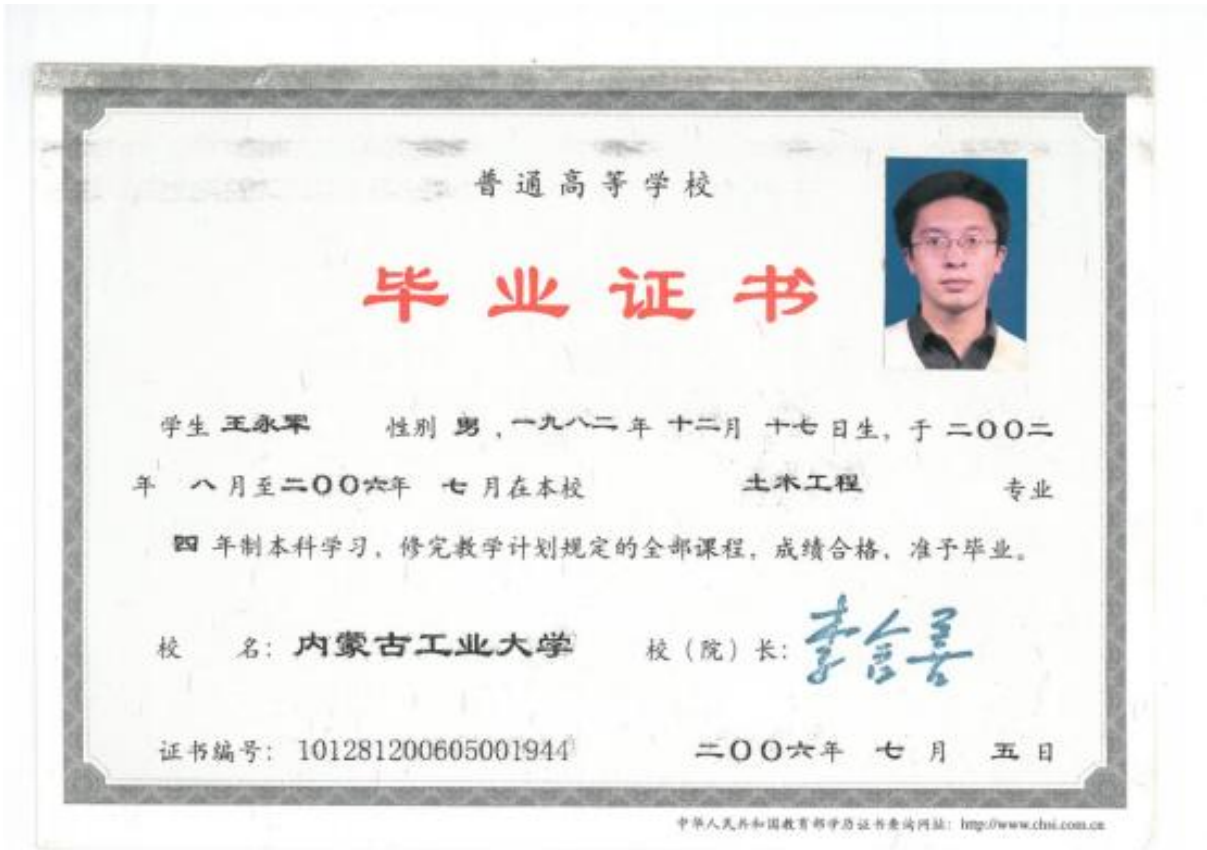 普通高等学校
毕业证书
学生 王永军 性别 男，一九八二年 十二月 十七日生，于 二〇〇二
年 八月至二〇〇六年 七月在本校 土木工程 专业
四 年制本科学习，修完教学计划规定的全部课程，成绩合格，准予毕业。
校 名：内蒙古工业大学 校（院）长：李含善
证书编号：101281200605001944 二〇〇六年 七月 五日
中华人民共和国教育部学历证书查询网址：http://www.chsi.com.cn